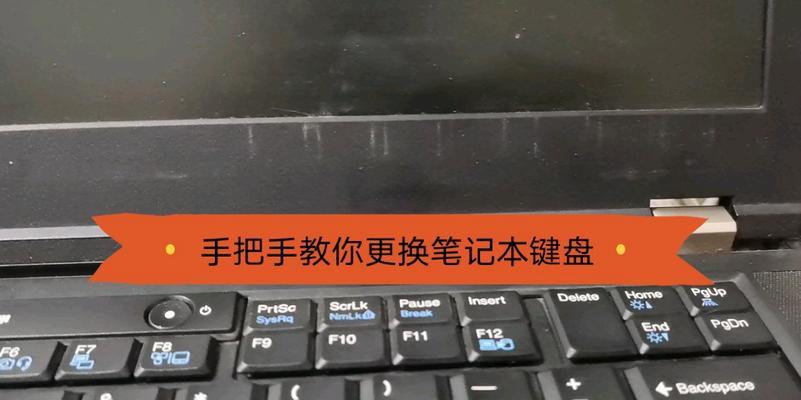 手把手教你更换笔记本键盘
PrtSc ScrLk Pause Insert Delete Home PgUp
SysRq NmLk Break
F6 F7 F8 F9 F10 F11 F12 End PgDn
* ( ) — + Backspace